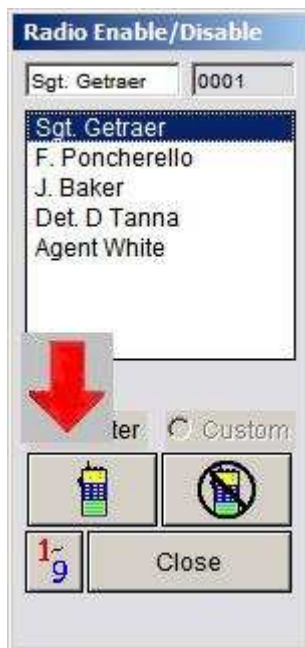 Radio Enable/Disable
Sgt. Getraer 0001
Sgt. Getraer
F. Poncherello
J. Baker
Det. D Tanna
Agent White
ter Custom
1~9 Close